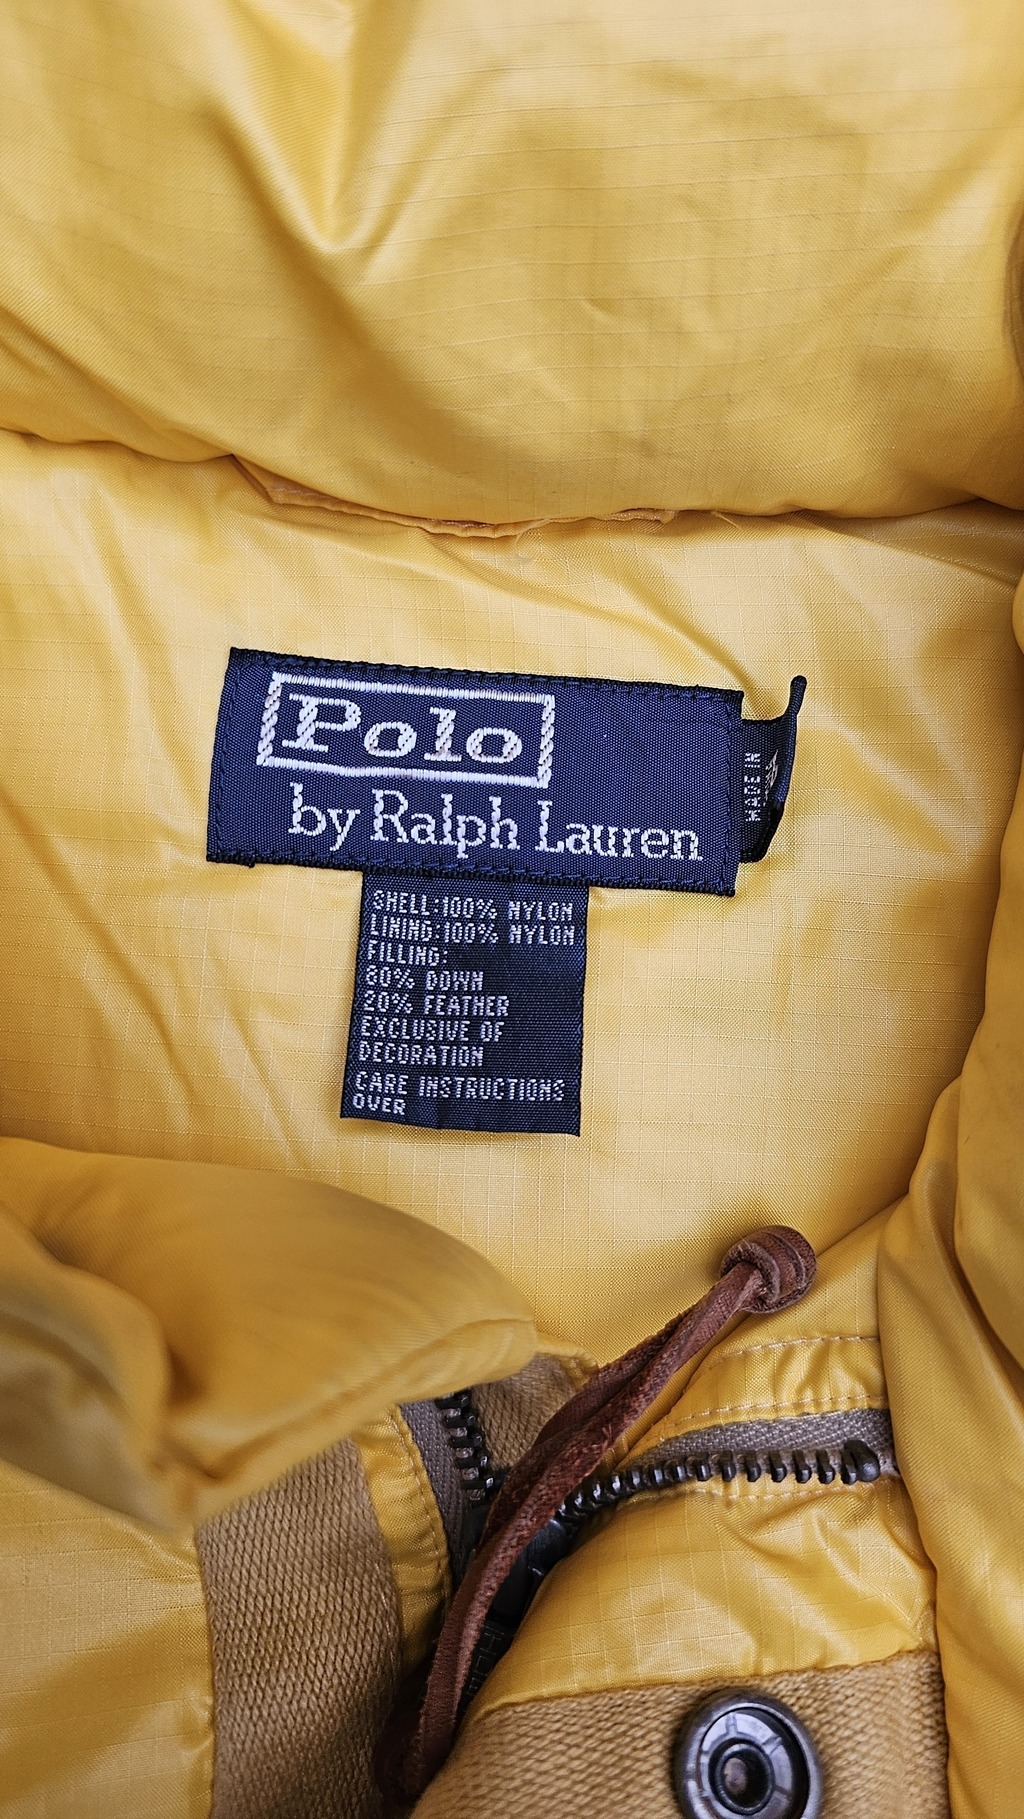 Polo
by Ralph Lauren
MADE IN
SHELL:100% NYLON
LINING:100% NYLON
FILLING:
80% DOWN
20% FEATHER
EXCLUSIVE OF
DECORATION
CARE INSTRUCTIONS
OVER